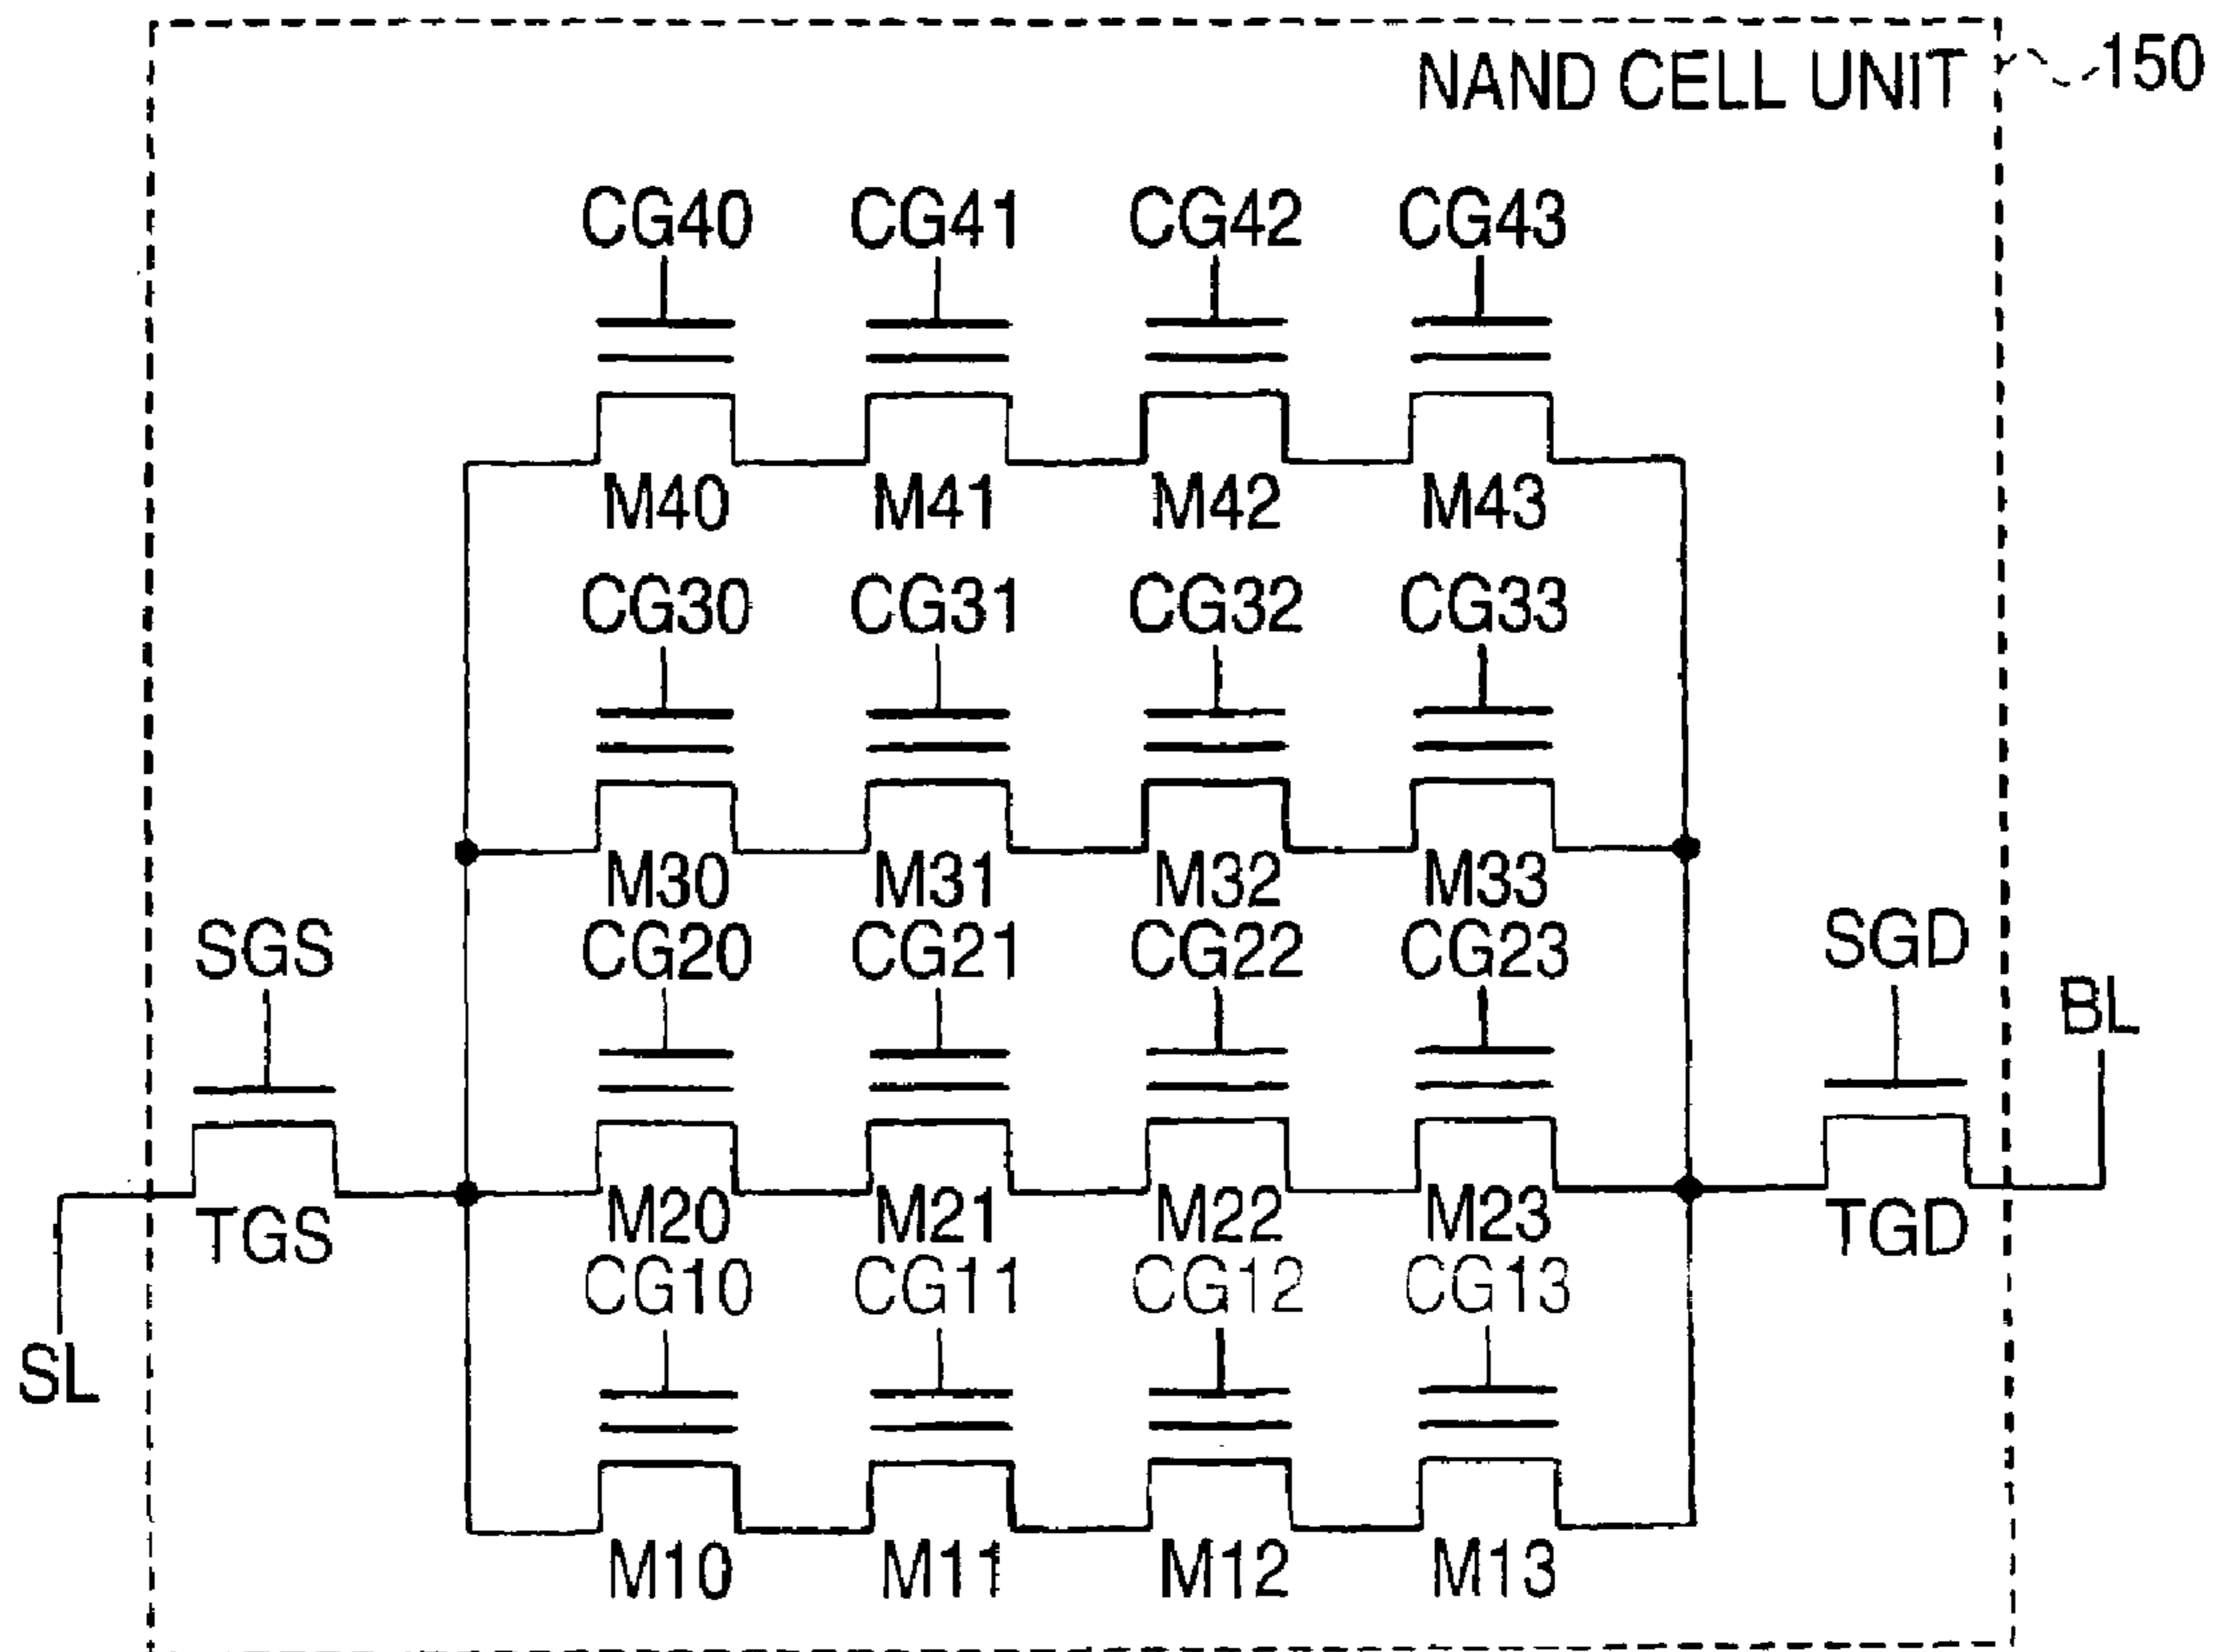 NAND CELL UNIT 150
CG40 CG41 CG42 CG43
M40 M41 M42 M43
CG30 CG31 CG32 CG33
M30 M31 M32 M33
SGS CG20 CG21 CG22 CG23 SGD
BL
TGS M20 M21 M22 M23 TGD
CG10 CG11 CG12 CG13
SL
M10 M11 M12 M13